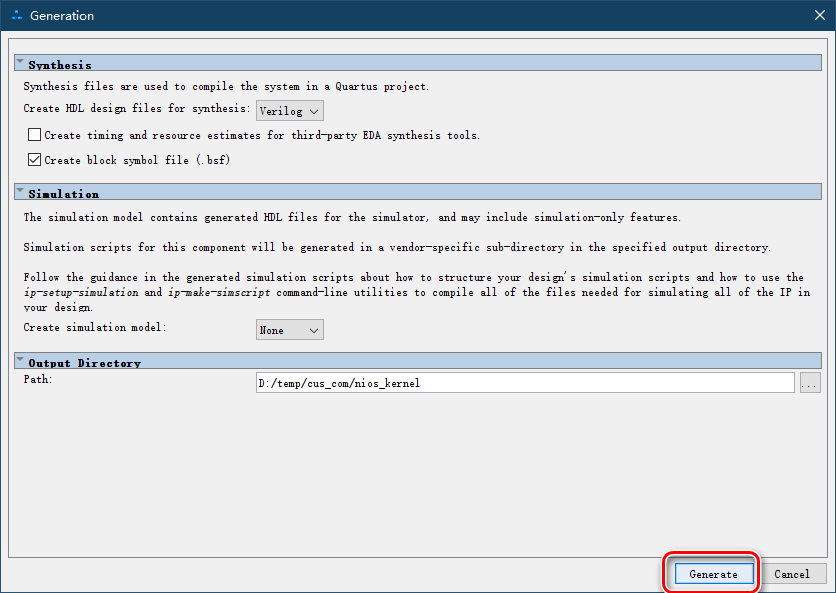 Generation
Synthesis
Synthesis files are used to compile the system in a Quartus project.
Create HDL design files for synthesis: Verilog
Create timing and resource estimates for third-party EDA synthesis tools.
Create block symbol file (.bsf)
Simulation
The simulation model contains generated HDL files for the simulator, and may include simulation-only features.
Simulation scripts for this component will be generated in a vendor-specific sub-directory in the specified output directory.
Follow the guidance in the generated simulation scripts about how to structure your design's simulation scripts and how to use the
ip-setup-simulation and ip-make-simscript command-line utilities to compile all of the files needed for simulating all of the IP in
your design.
Create simulation model: None
Output Directory
Path: D:/temp/cus_com/nios_kernel ...
Generate Cancel